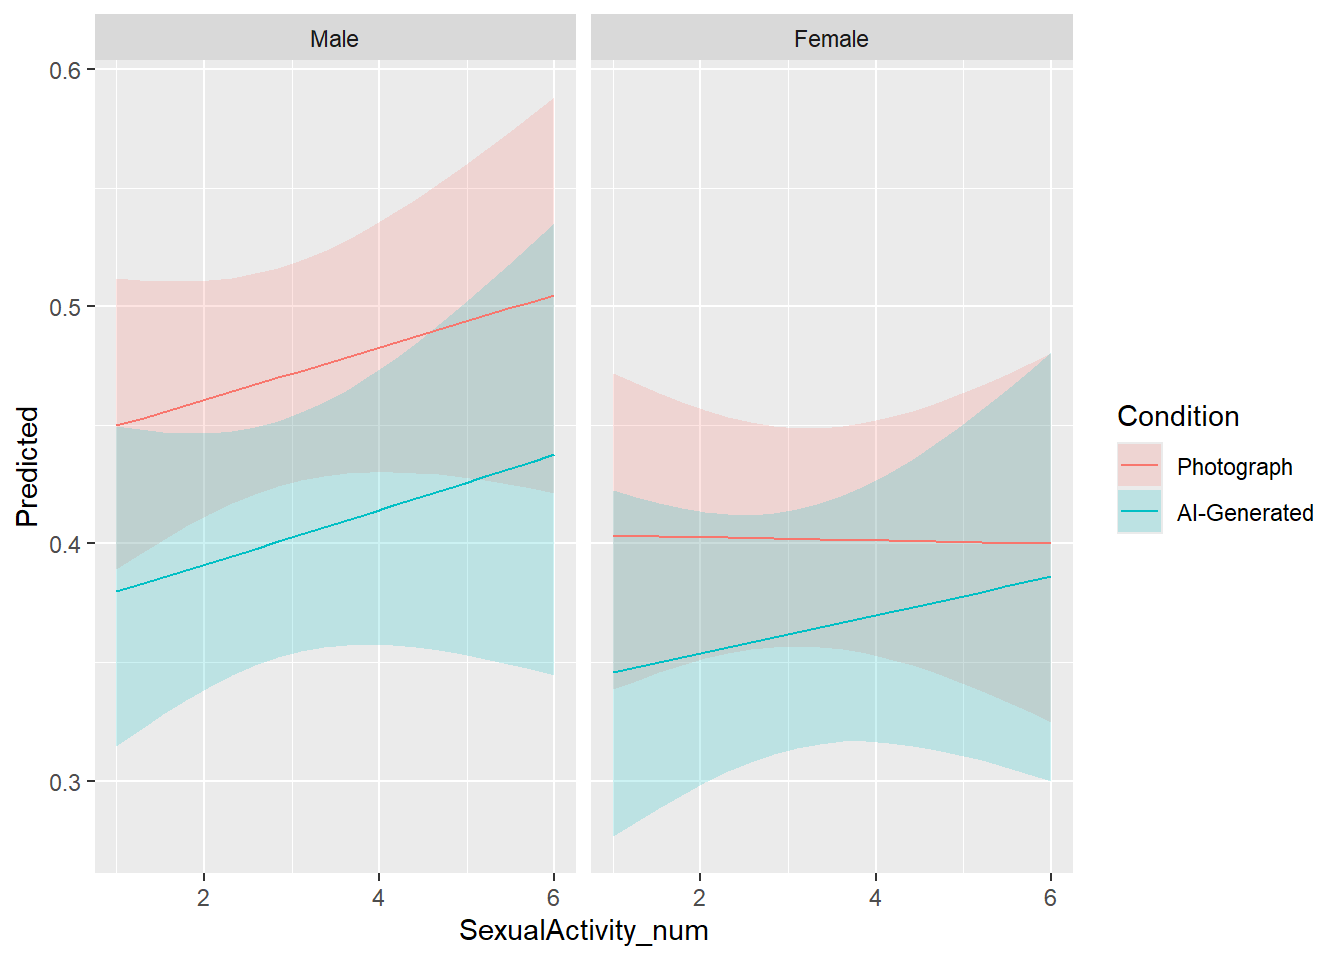 Male
Female
0.6
0.5
0.4
0.3
Predicted
2
4
6
2
4
6
SexualActivity_num
Condition
Photograph
AI-Generated